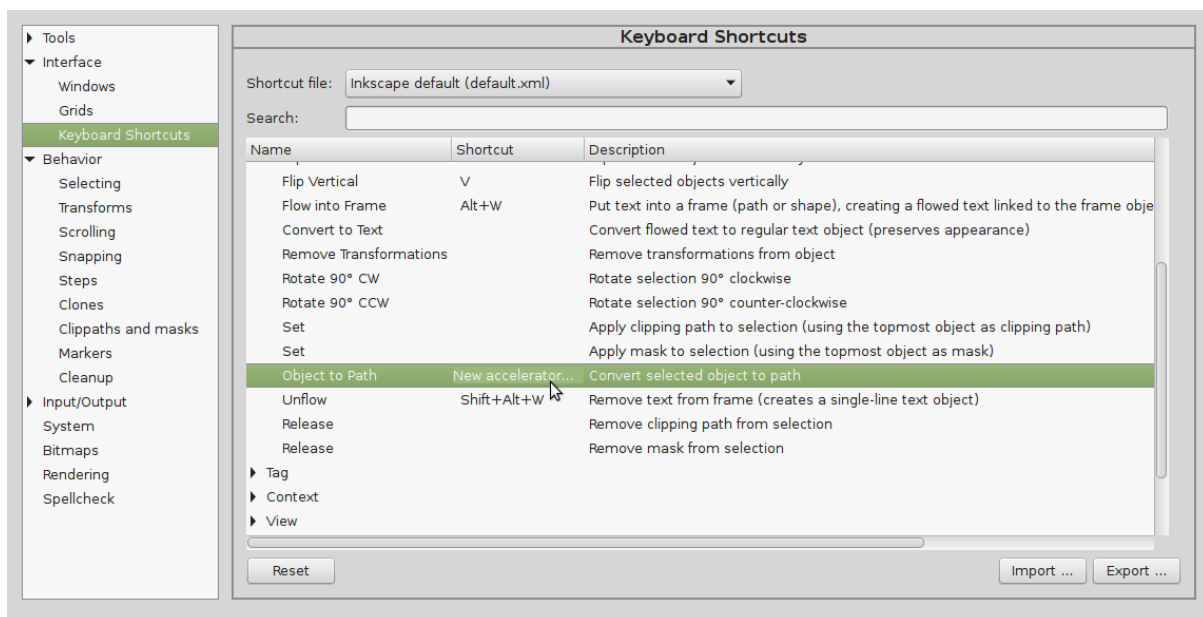 Tools
Interface
Windows
Grids
Keyboard Shortcuts
Behavior
Selecting
Transforms
Scrolling
Snapping
Steps
Clones
Clippaths and masks
Markers
Cleanup
Input/Output
System
Bitmaps
Rendering
Spellcheck
Keyboard Shortcuts
Shortcut file: Inkscape default (default.xml)
Search:
Name Shortcut Description
Flip Vertical V Flip selected objects vertically
Flow into Frame Alt+W Put text into a frame (path or shape), creating a flowed text linked to the frame obje
Convert to Text Convert flowed text to regular text object (preserves appearance)
Remove Transformations Remove transformations from object
Rotate 90° CW Rotate selection 90° clockwise
Rotate 90° CCW Rotate selection 90° counter-clockwise
Set Apply clipping path to selection (using the topmost object as clipping path)
Set Apply mask to selection (using the topmost object as mask)
Object to Path New accelerator... Convert selected object to path
Unflow Shift+Alt+W Remove text from frame (creates a single-line text object)
Release Remove clipping path from selection
Release Remove mask from selection
Tag
Context
View
Reset Import ... Export ...